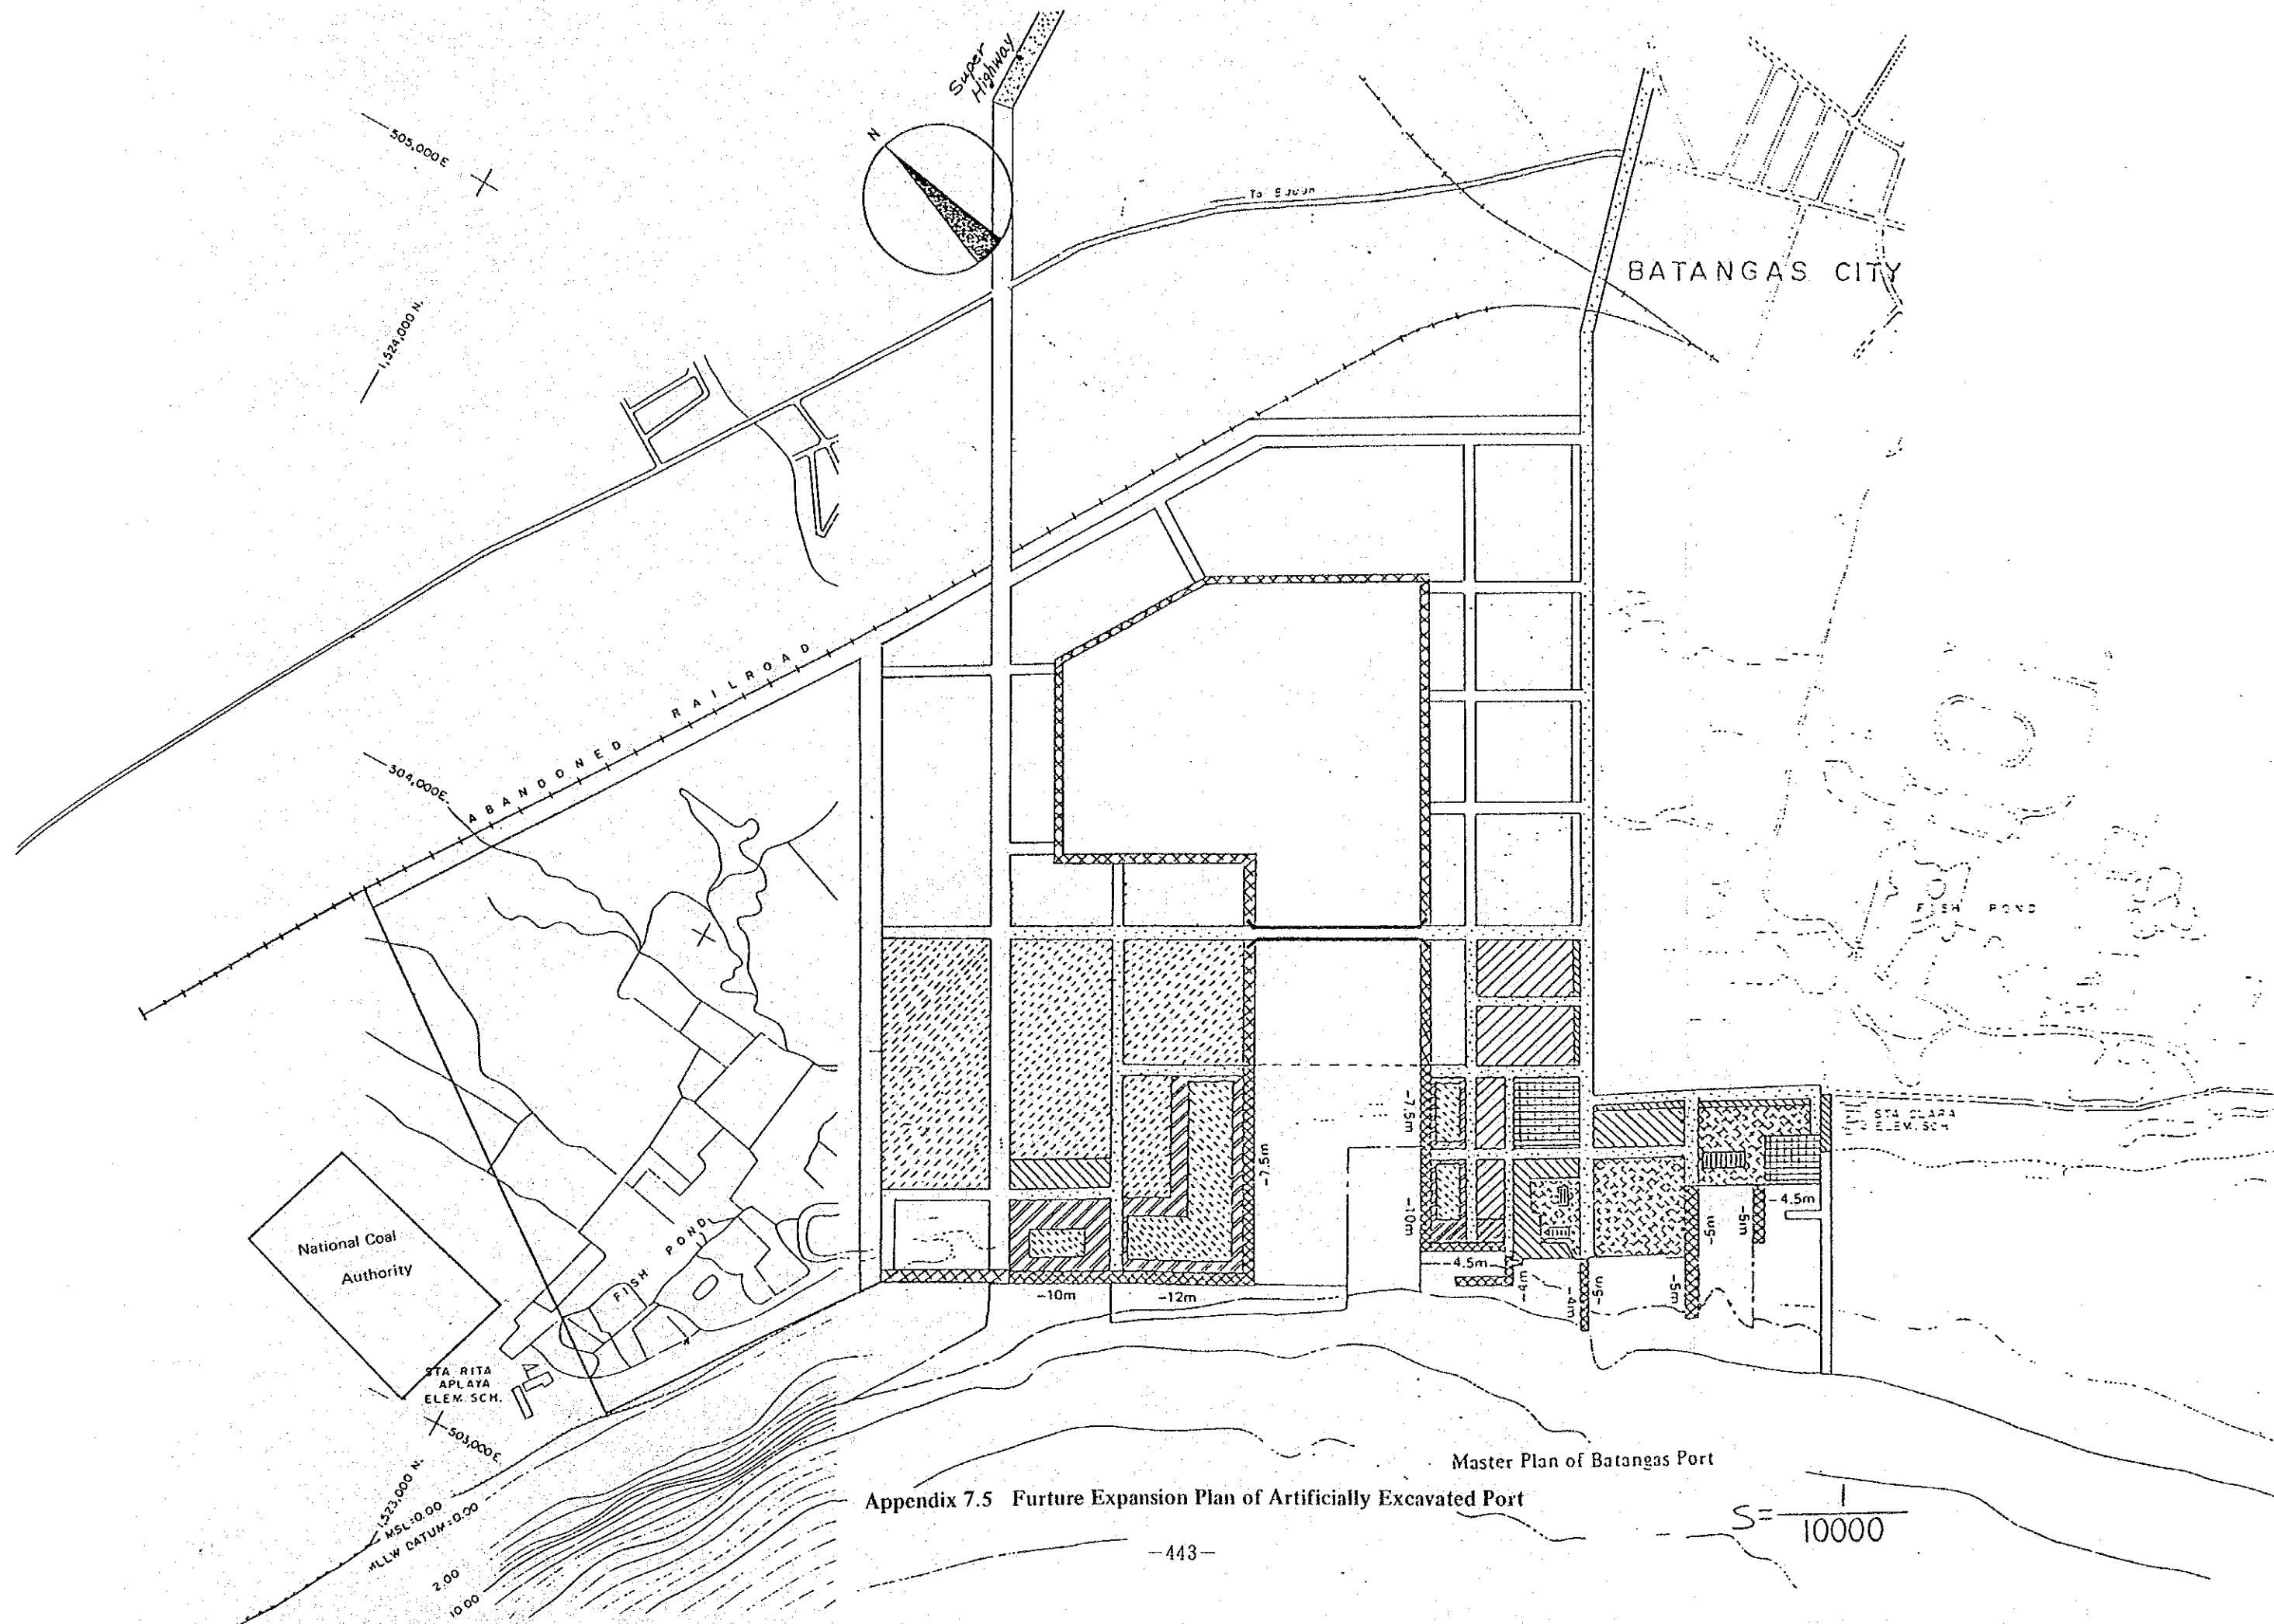 Super
Highway
N
505,000 E
To
BATANGAS CITY
1,524,000 N.
ABANDONED RAILROAD
304,000E.
FISH POND
National Coal
Authority
FISH POND
STA. CLARA
ELEM. SCH
-7.5m
-7.5m
-10m
-4.5m
-5m
-5m
-4.5m
-4m
-4m
-5m
-5m
-10m
-12m
STA. RITA
APLAYA
ELEM. SCH.
503,000 E.
1,523,000 N.
MSL=0.00
MLLW DATUM=0.00
2.00
10.00
Master Plan of Batangas Port
Appendix 7.5 Furture Expansion Plan of Artificially Excavated Port
S= 1
10000
—443—